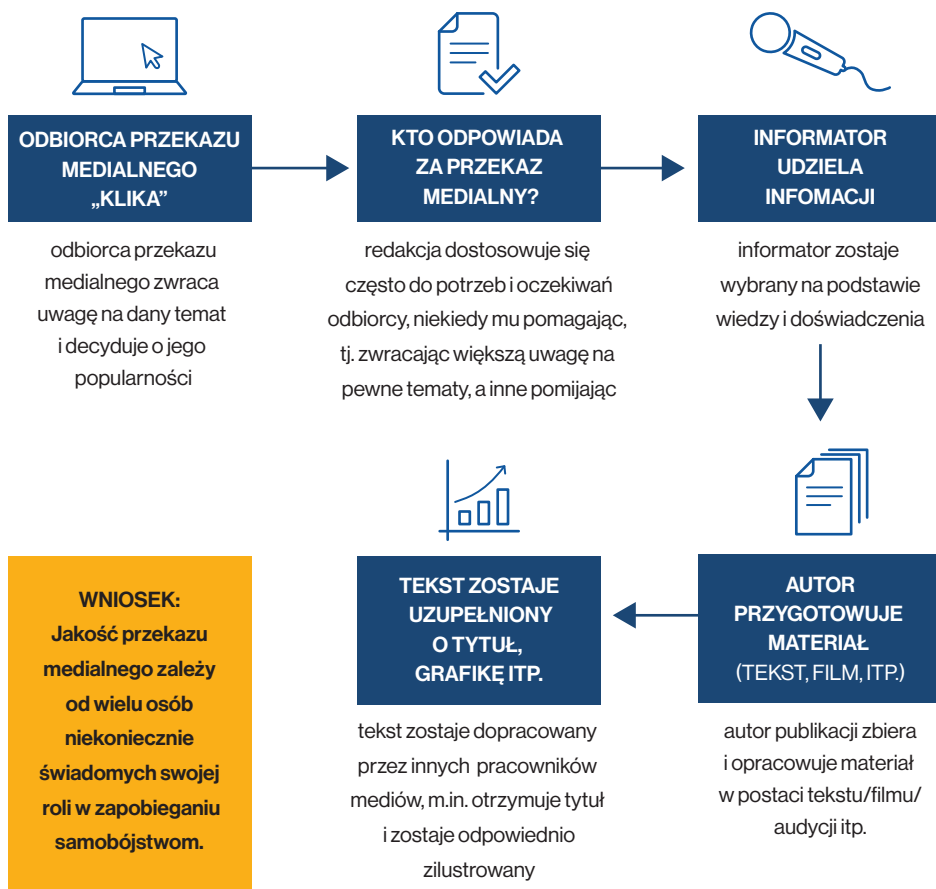 ODBIORCA PRZEKAZU
MEDIALNEGO
„KLIKA”
odbiorca przekazu
medialnego zwraca
uwagę na dany temat
i decyduje o jego
popularności
KTO ODPOWIADA
ZA PRZEKAZ
MEDIALNY?
redakcja dostosowuje się
często do potrzeb i oczekiwań
odbiorcy, niekiedy mu pomagając,
tj. zwracając większą uwagę na
pewne tematy, a inne pomijając
INFORMATOR
UDZIELA
INFOMACJI
informator zostaje
wybrany na podstawie
wiedzy i doświadczenia
AUTOR
PRZYGOTOWUJE
MATERIAŁ
(TEKST, FILM, ITP.)
autor publikacji zbiera
i opracowuje materiał
w postaci tekstu/filmu/
audycji itp.
TEKST ZOSTAJE
UZUPEŁNIONY
O TYTUŁ,
GRAFIKĘ ITP.
tekst zostaje dopracowany
przez innych pracowników
mediów, m.in. otrzymuje tytuł
i zostaje odpowiednio
zilustrowany
WNIOSEK:
Jakość przekazu
medialnego zależy
od wielu osób
niekoniecznie
świadomych swojej
roli w zapobieganiu
samobójstwom.